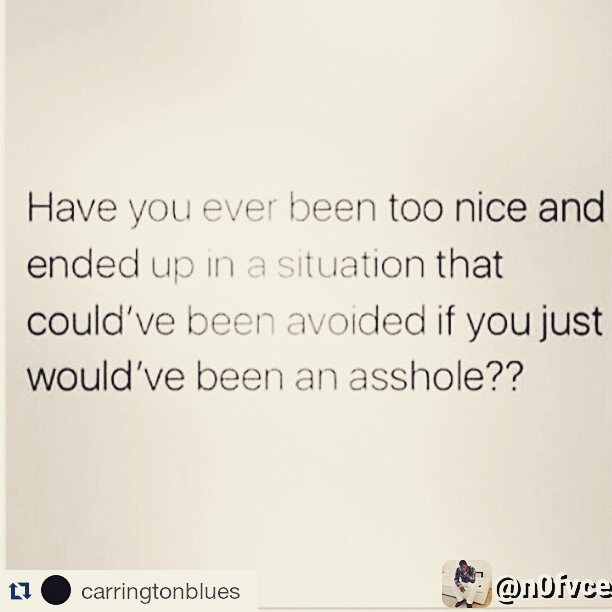 Have you ever been too nice and
ended up in a situation that
could've been avoided if you just
would've been an asshole??
carringtonblues
@n0fvce